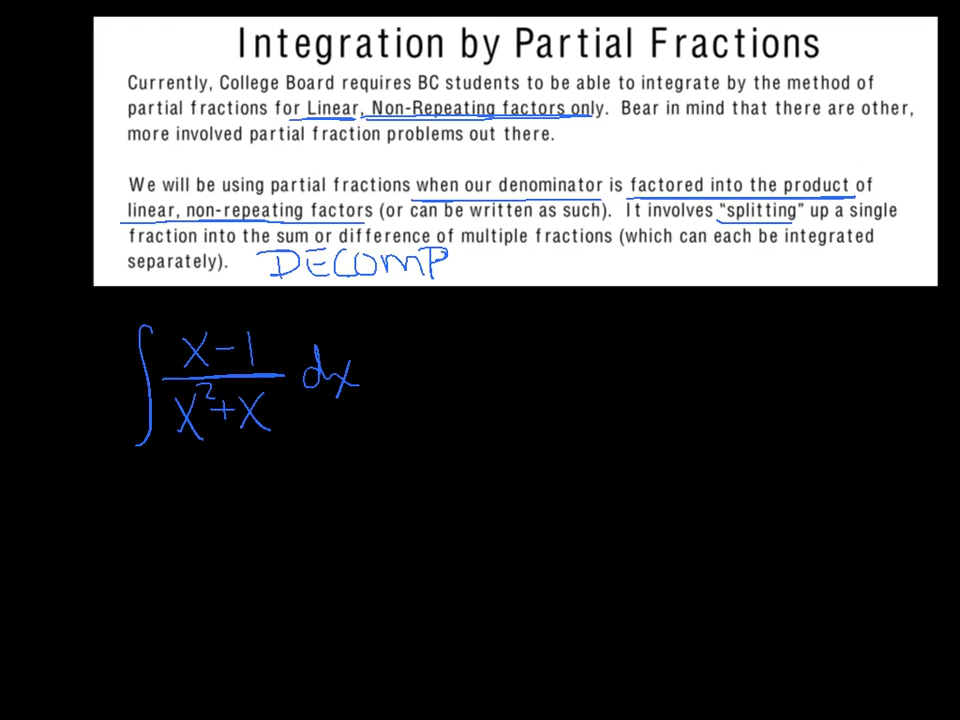 Integration by Partial Fractions
Currently, College Board requires BC students to be able to integrate by the method of
partial fractions for Linear, Non-Repeating factors only. Bear in mind that there are other,
more involved partial fraction problems out there.
We will be using partial fractions when our denominator is factored into the product of
linear, non-repeating factors (or can be written as such). It involves "splitting" up a single
fraction into the sum or difference of multiple fractions (which can each be integrated
separately). DECOMP
∫ (x-1)/(x²+x) dx